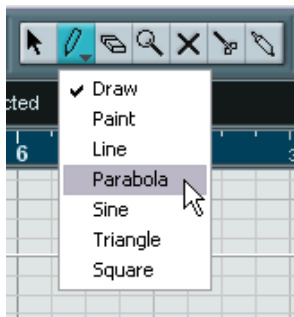 cted
✔ Draw
Paint
6
Line
Parabola
Sine
Triangle
Square